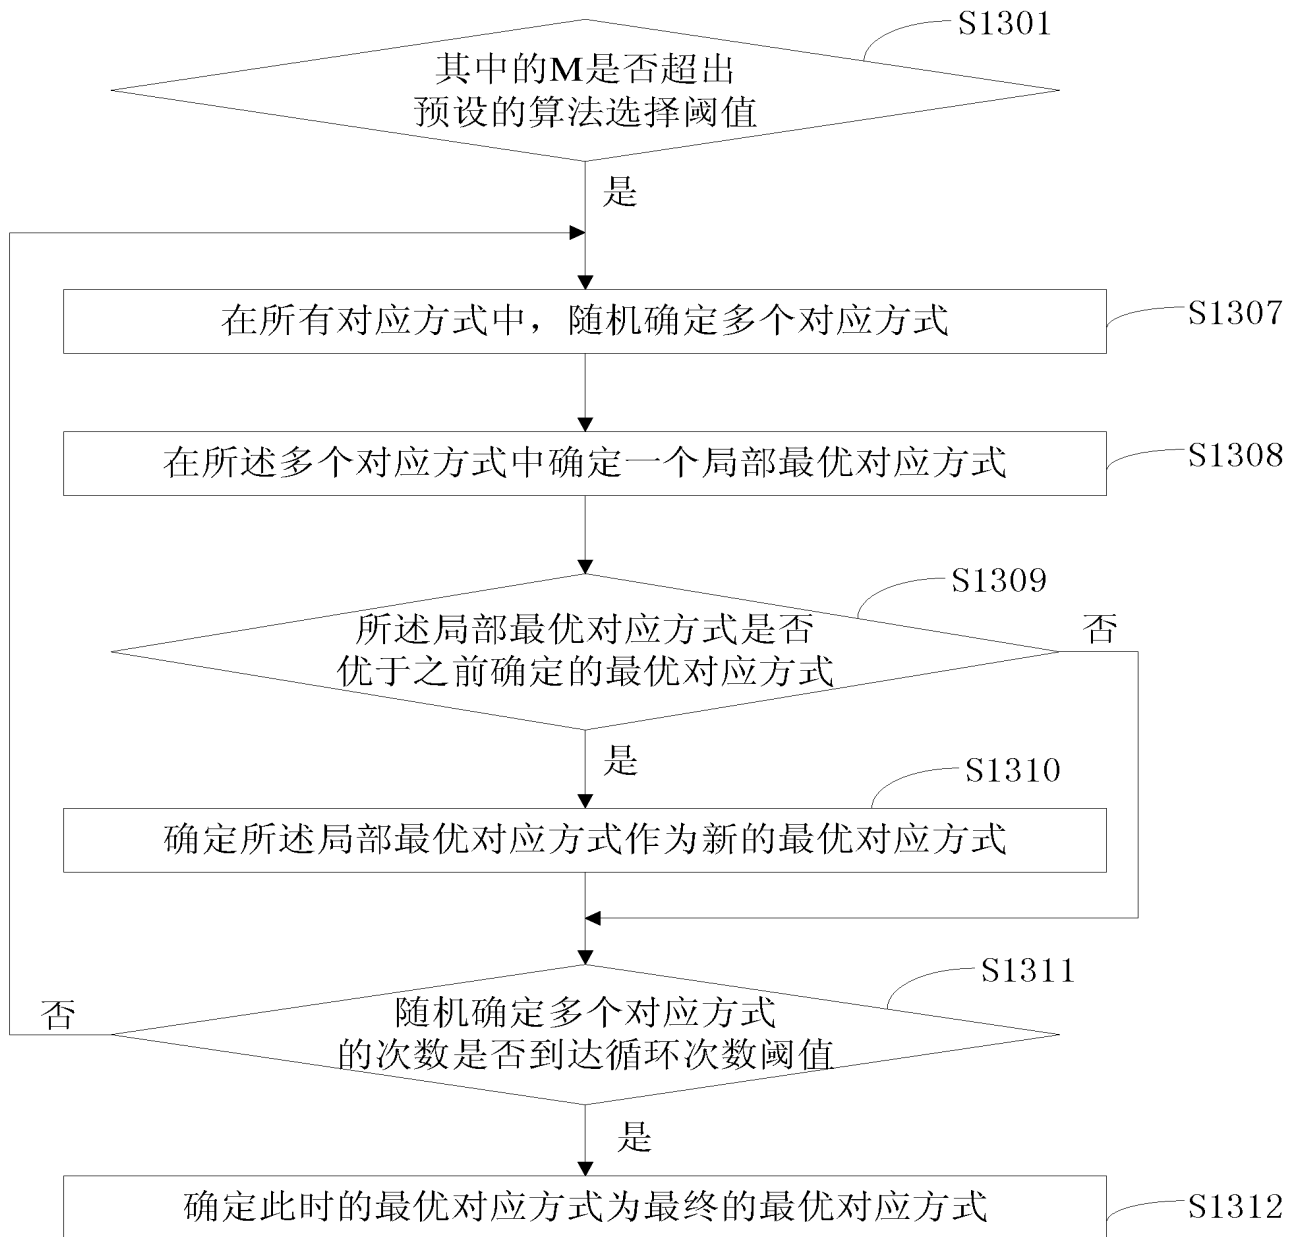 S1301
其中的M是否超出
预设的算法选择阈值
是
在所有对应方式中，随机确定多个对应方式
S1307
在所述多个对应方式中确定一个局部最优对应方式
S1308
S1309
所述局部最优对应方式是否
优于之前确定的最优对应方式
否
是
S1310
确定所述局部最优对应方式作为新的最优对应方式
S1311
随机确定多个对应方式
的次数是否到达循环次数阈值
否
是
确定此时的最优对应方式为最终的最优对应方式
S1312